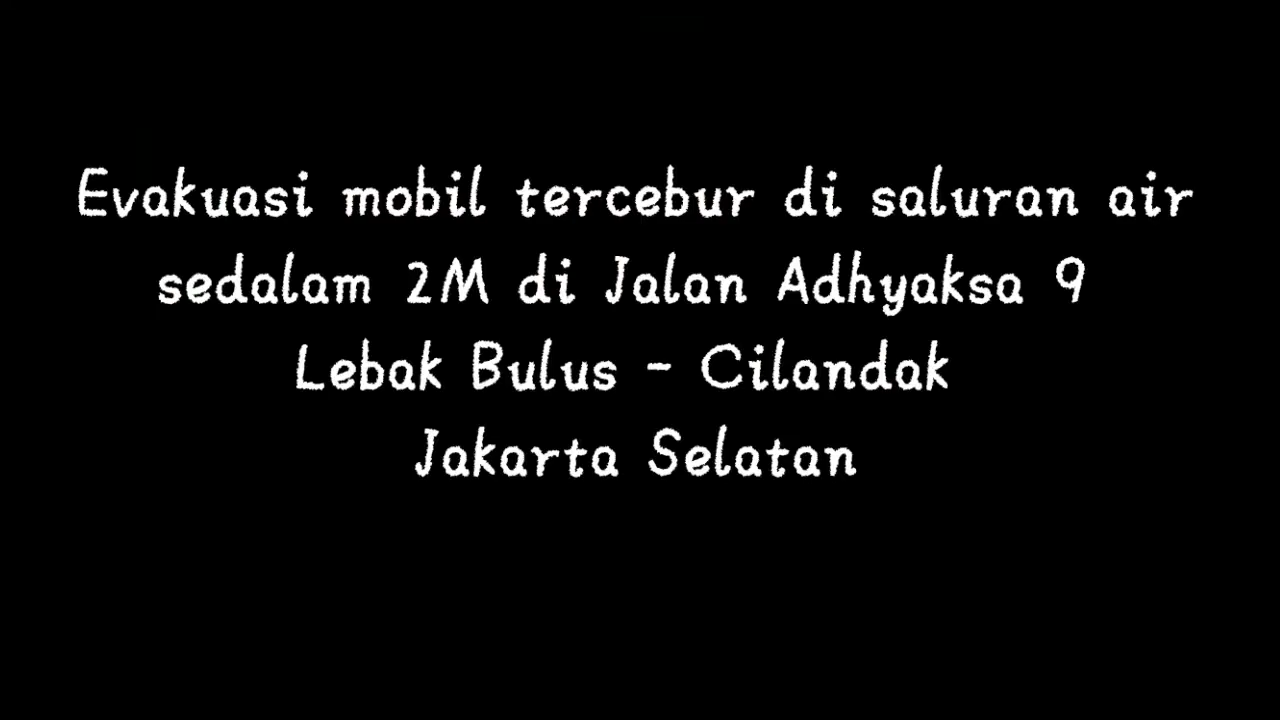 Evakuasi mobil tercebur di saluran air
sedalam 2M di Jalan Adhyaksa 9
Lebak Bulus - Cilandak
Jakarta Selatan